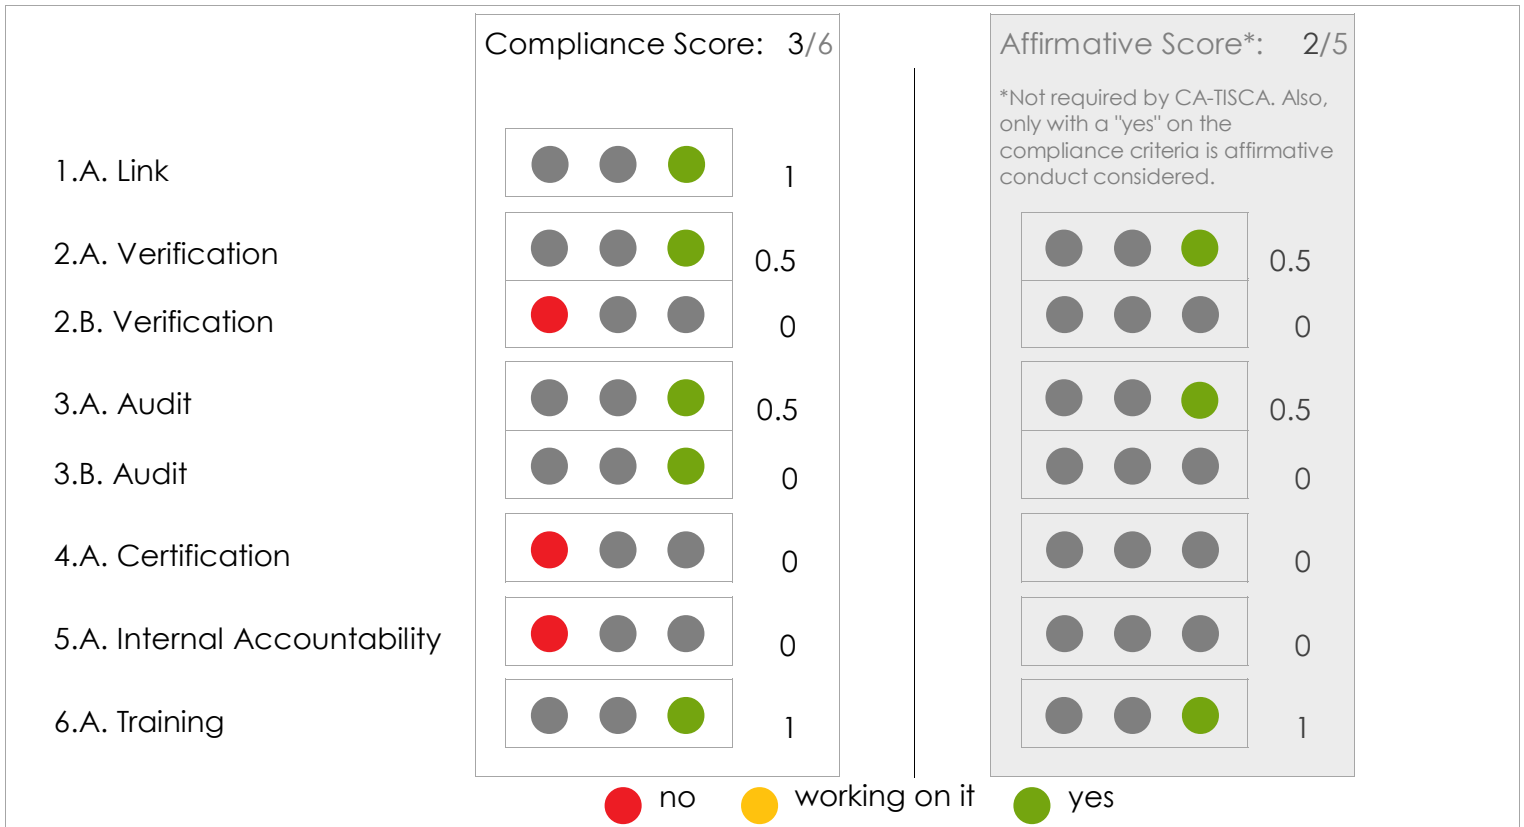 Compliance Score: 3/6
Affirmative Score*: 2/5
*Not required by CA-TISCA. Also,
only with a "yes" on the
compliance criteria is affirmative
conduct considered.
1.A. Link 1
2.A. Verification 0.5 0.5
2.B. Verification 0 0
3.A. Audit 0.5 0.5
3.B. Audit 0 0
4.A. Certification 0 0
5.A. Internal Accountability 0 0
6.A. Training 1 1
no working on it yes